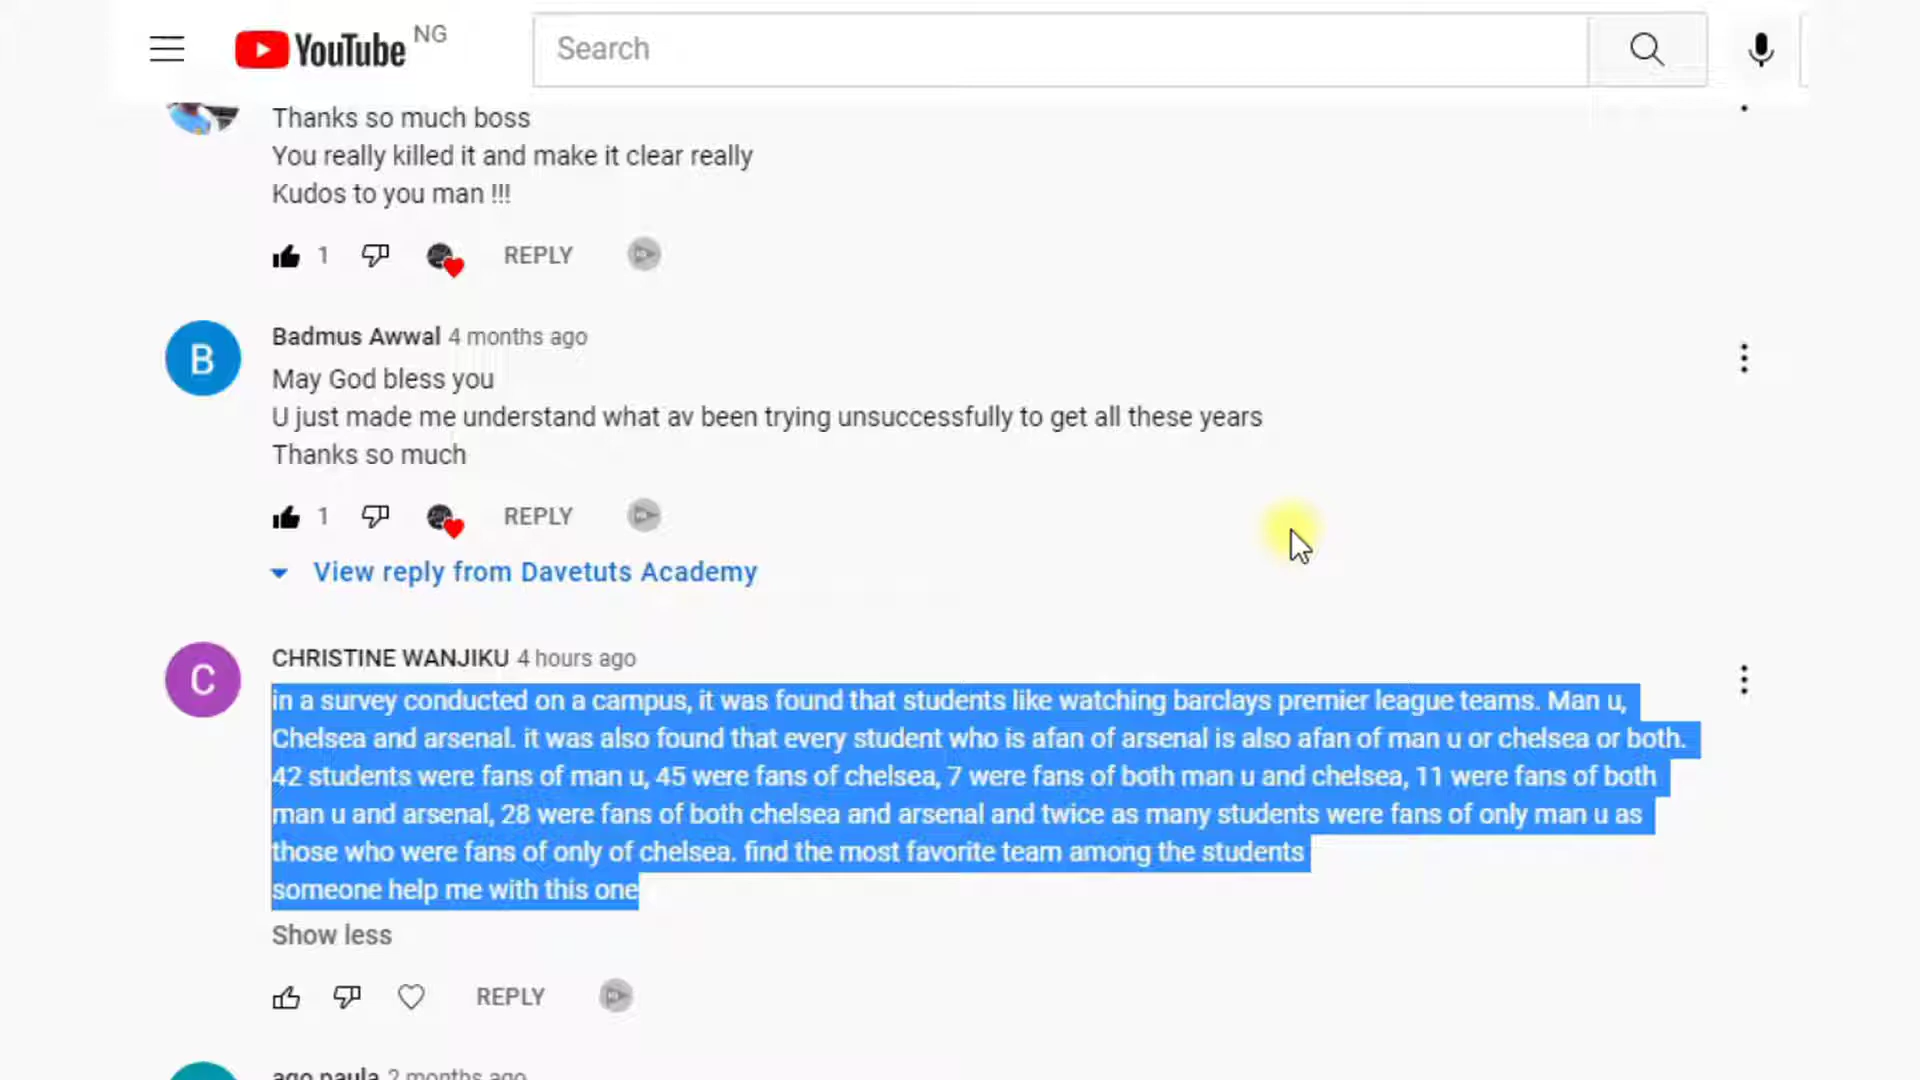 YouTube NG
Search
Thanks so much boss
You really killed it and make it clear really
Kudos to you man !!!
1 REPLY
B
Badmus Awwal 4 months ago
May God bless you
U just made me understand what av been trying unsuccessfully to get all these years
Thanks so much
1 REPLY
View reply from Davetuts Academy
C
CHRISTINE WANJIKU 4 hours ago
in a survey conducted on a campus, it was found that students like watching barclays premier league teams. Man u,
Chelsea and arsenal. it was also found that every student who is afan of arsenal is also afan of man u or chelsea or both.
42 students were fans of man u, 45 were fans of chelsea, 7 were fans of both man u and chelsea, 11 were fans of both
man u and arsenal, 28 were fans of both chelsea and arsenal and twice as many students were fans of only man u as
those who were fans of only of chelsea. find the most favorite team among the students
someone help me with this one
Show less
REPLY
ago paula 2 months ago